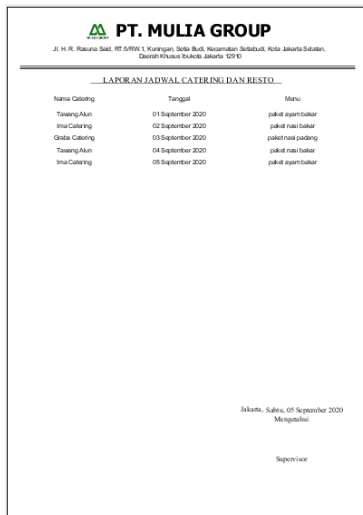 PT. MULIA GROUP
Jl. H. R. Rasuna Said, RT.5/RW.1, Kuningan, Setia Budi, Kecamatan Setiabudi, Kota Jakarta Selatan,
Daerah Khusus Ibukota Jakarta 12910
LAPORAN JADWAL CATERING DAN RESTO
Nama Catering Tanggal Menu
Tawang Alun 01 September 2020 paket ayam bakar
Ima Catering 02 September 2020 paket nasi bakar
Graba Catering 03 September 2020 paket nasi padang
Tawang Alun 04 September 2020 paket nasi bakar
Ima Catering 05 September 2020 paket ayam bakar
Jakarta, Sabtu, 05 September 2020
Mengetahui
Supervisor